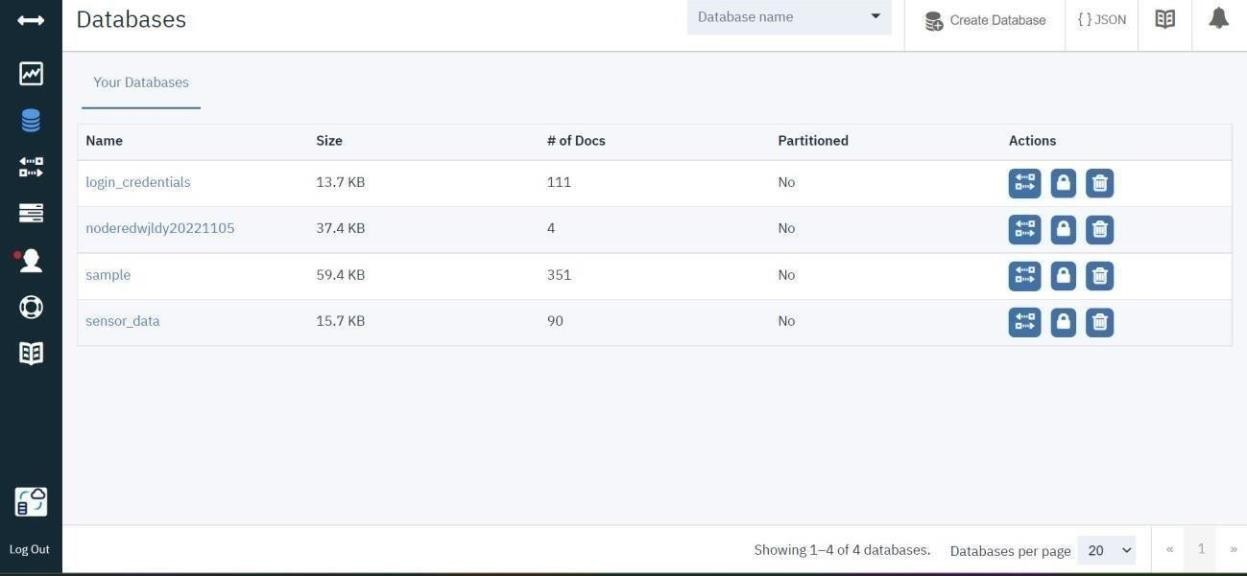 Databases
Database name
Create Database
{ } JSON
Your Databases
Name Size # of Docs Partitioned Actions
login_credentials 13.7 KB 111 No
noderedwjldy20221105 37.4 KB 4 No
sample 59.4 KB 351 No
sensor_data 15.7 KB 90 No
Log Out
Showing 1–4 of 4 databases. Databases per page 20 « 1 »